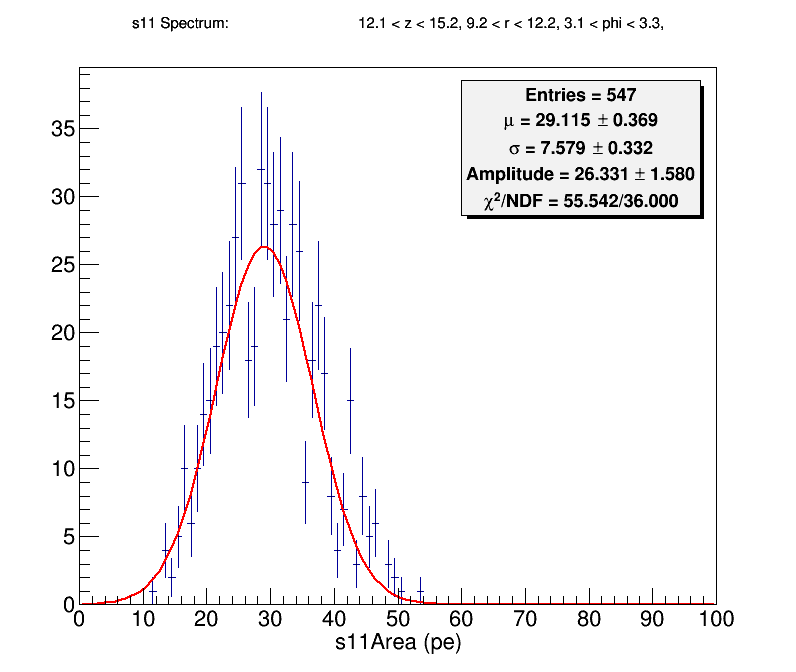 s11 Spectrum: 12.1 < z < 15.2, 9.2 < r < 12.2, 3.1 < phi < 3.3,
Entries = 547
μ = 29.115 ± 0.369
σ = 7.579 ± 0.332
Amplitude = 26.331 ± 1.580
χ²/NDF = 55.542/36.000
35
30
25
20
15
10
5
0
0 10 20 30 40 50 60 70 80 90 100
s11Area (pe)